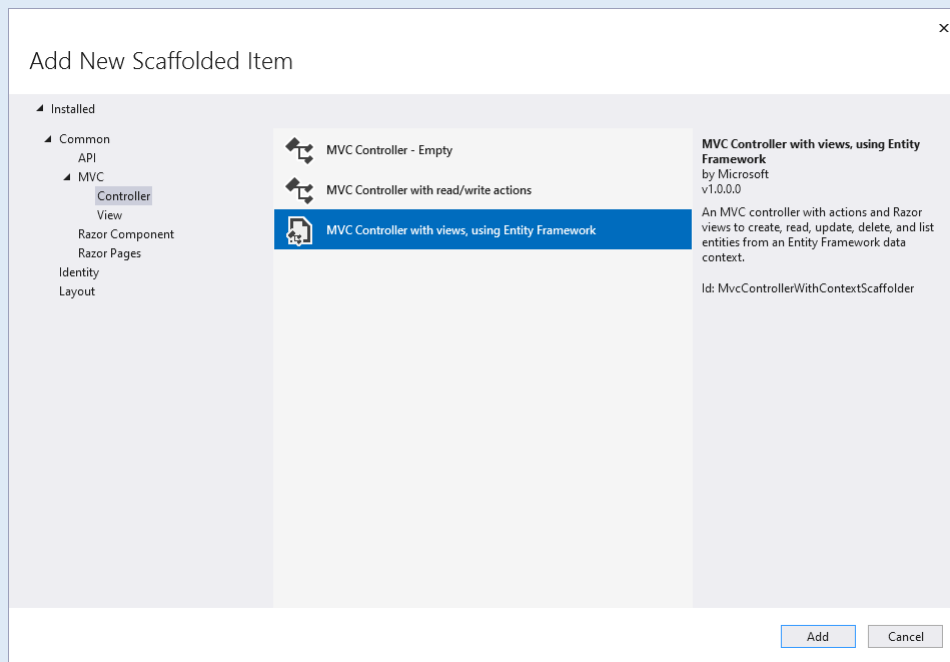 Add New Scaffolded Item
Installed
Common
API
MVC
Controller
View
Razor Component
Razor Pages
Identity
Layout
MVC Controller - Empty
MVC Controller with read/write actions
MVC Controller with views, using Entity Framework
MVC Controller with views, using Entity
Framework
by Microsoft
v1.0.0.0
An MVC controller with actions and Razor
views to create, read, update, delete, and list
entities from an Entity Framework data
context.
Id: MvcControllerWithContextScaffolder
Add
Cancel